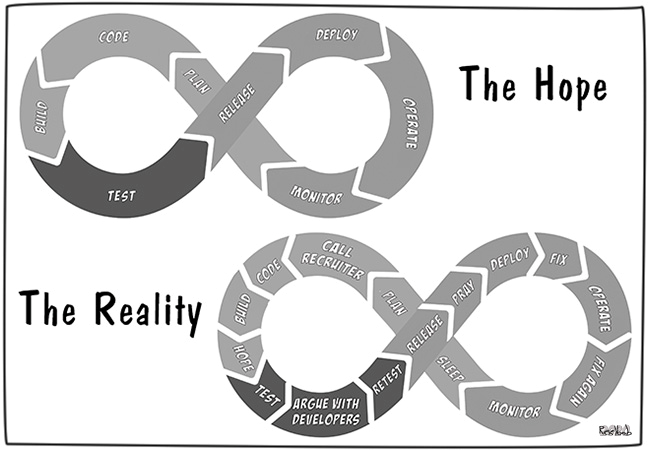 The Hope
PLAN
CODE
BUILD
TEST
RELEASE
DEPLOY
OPERATE
MONITOR
The Reality
PLAN
CALL
RECRUITER
CODE
BUILD
HOPE
TEST
ARGUE WITH
DEVELOPERS
RETEST
RELEASE
PRAY
DEPLOY
FIX
OPERATE
FIX AGAIN
MONITOR
SLEEP